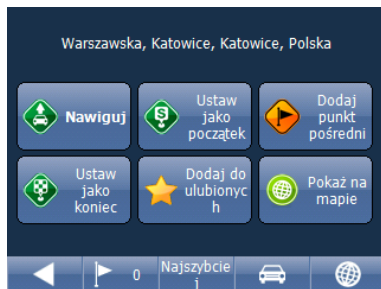 Warszawska, Katowice, Katowice, Polska
Nawiguj
Ustaw
jako
początek
Dodaj
punkt
pośredni
Ustaw
jako
koniec
Dodaj do
ulubionyc
h
Pokaż na
mapie
0
Najszybcie
j